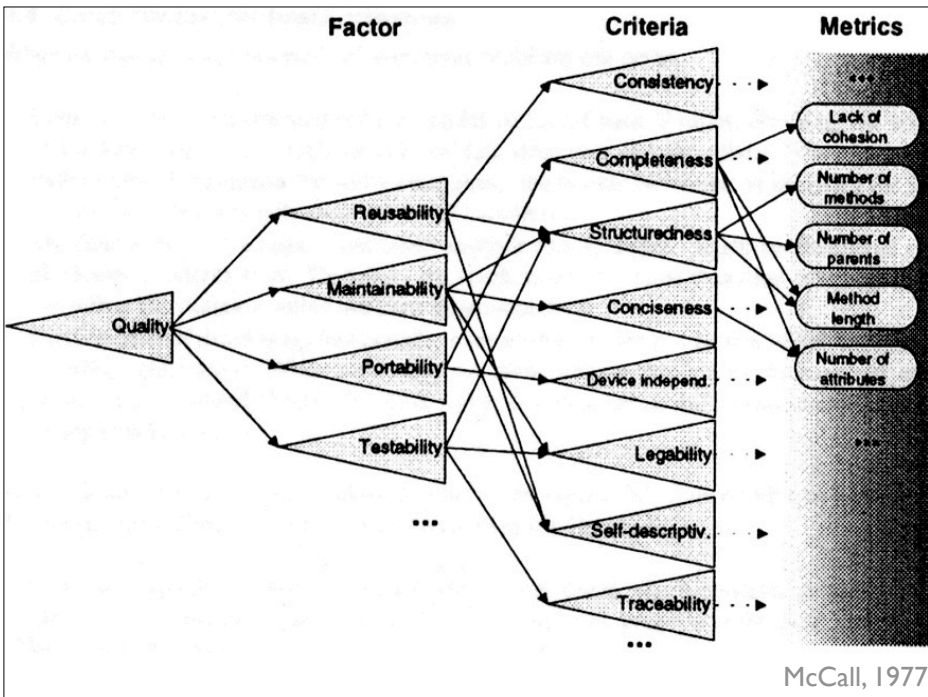 Factor
Criteria
Metrics
Quality
Reusability
Maintainability
Portability
Testability
...
Consistency
Completeness
Structuredness
Conciseness
Device independ.
Legability
Self-descriptiv.
Traceability
...
...
Lack of
cohesion
Number of
methods
Number of
parents
Method
length
Number of
attributes
...
McCall, 1977